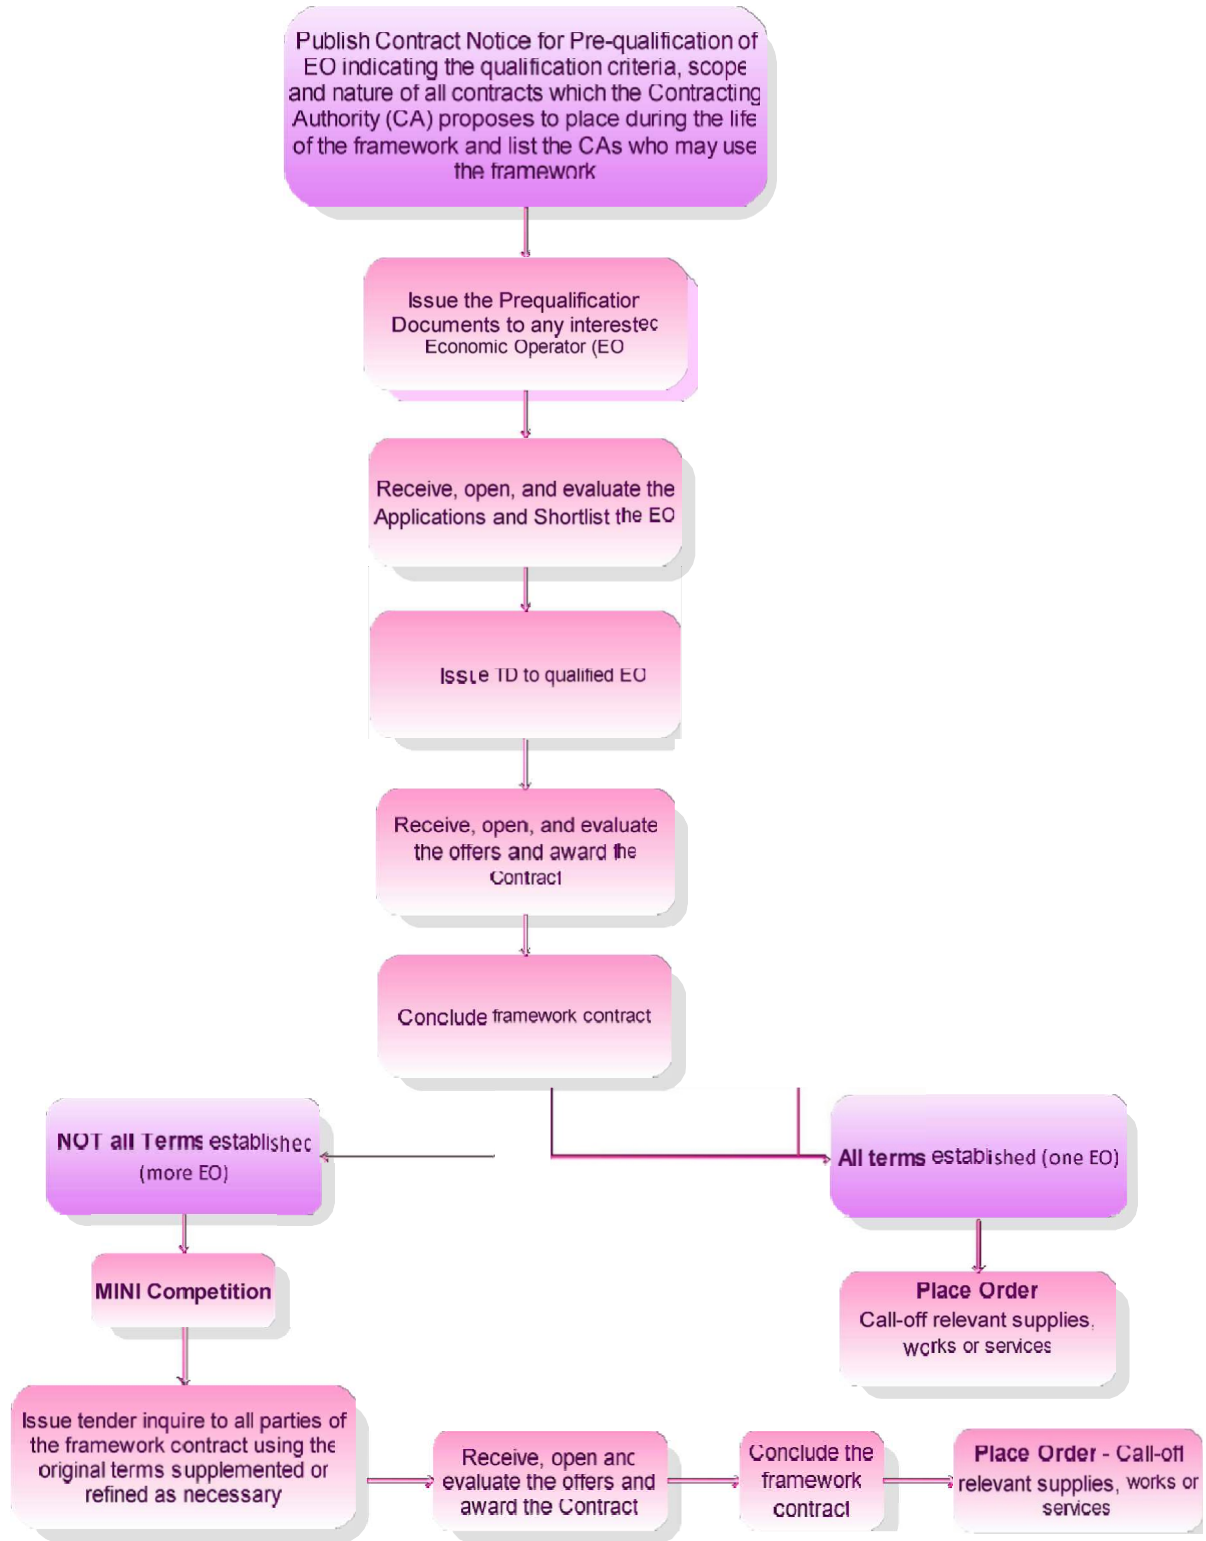 Publish Contract Notice for Pre-qualification of
EO indicating the qualification criteria, scope
and nature of all contracts which the Contracting
Authority (CA) proposes to place during the life
of the framework and list the CAs who may use
the framework
Issue the Prequalification
Documents to any interested
Economic Operator (EO
Receive, open, and evaluate the
Applications and Shortlist the EO
Issue TD to qualified EO
Receive, open, and evaluate
the offers and award the
Contract
Conclude framework contract
NOT all Terms established
(more EO)
All terms established (one EO)
MINI Competition
Place Order
Call-off relevant supplies,
works or services
Issue tender inquire to all parties of
the framework contract using the
original terms supplemented or
refined as necessary
Receive, open and
evaluate the offers and
award the Contract
Conclude the
framework
contract
Place Order - Call-off
relevant supplies, works or
services